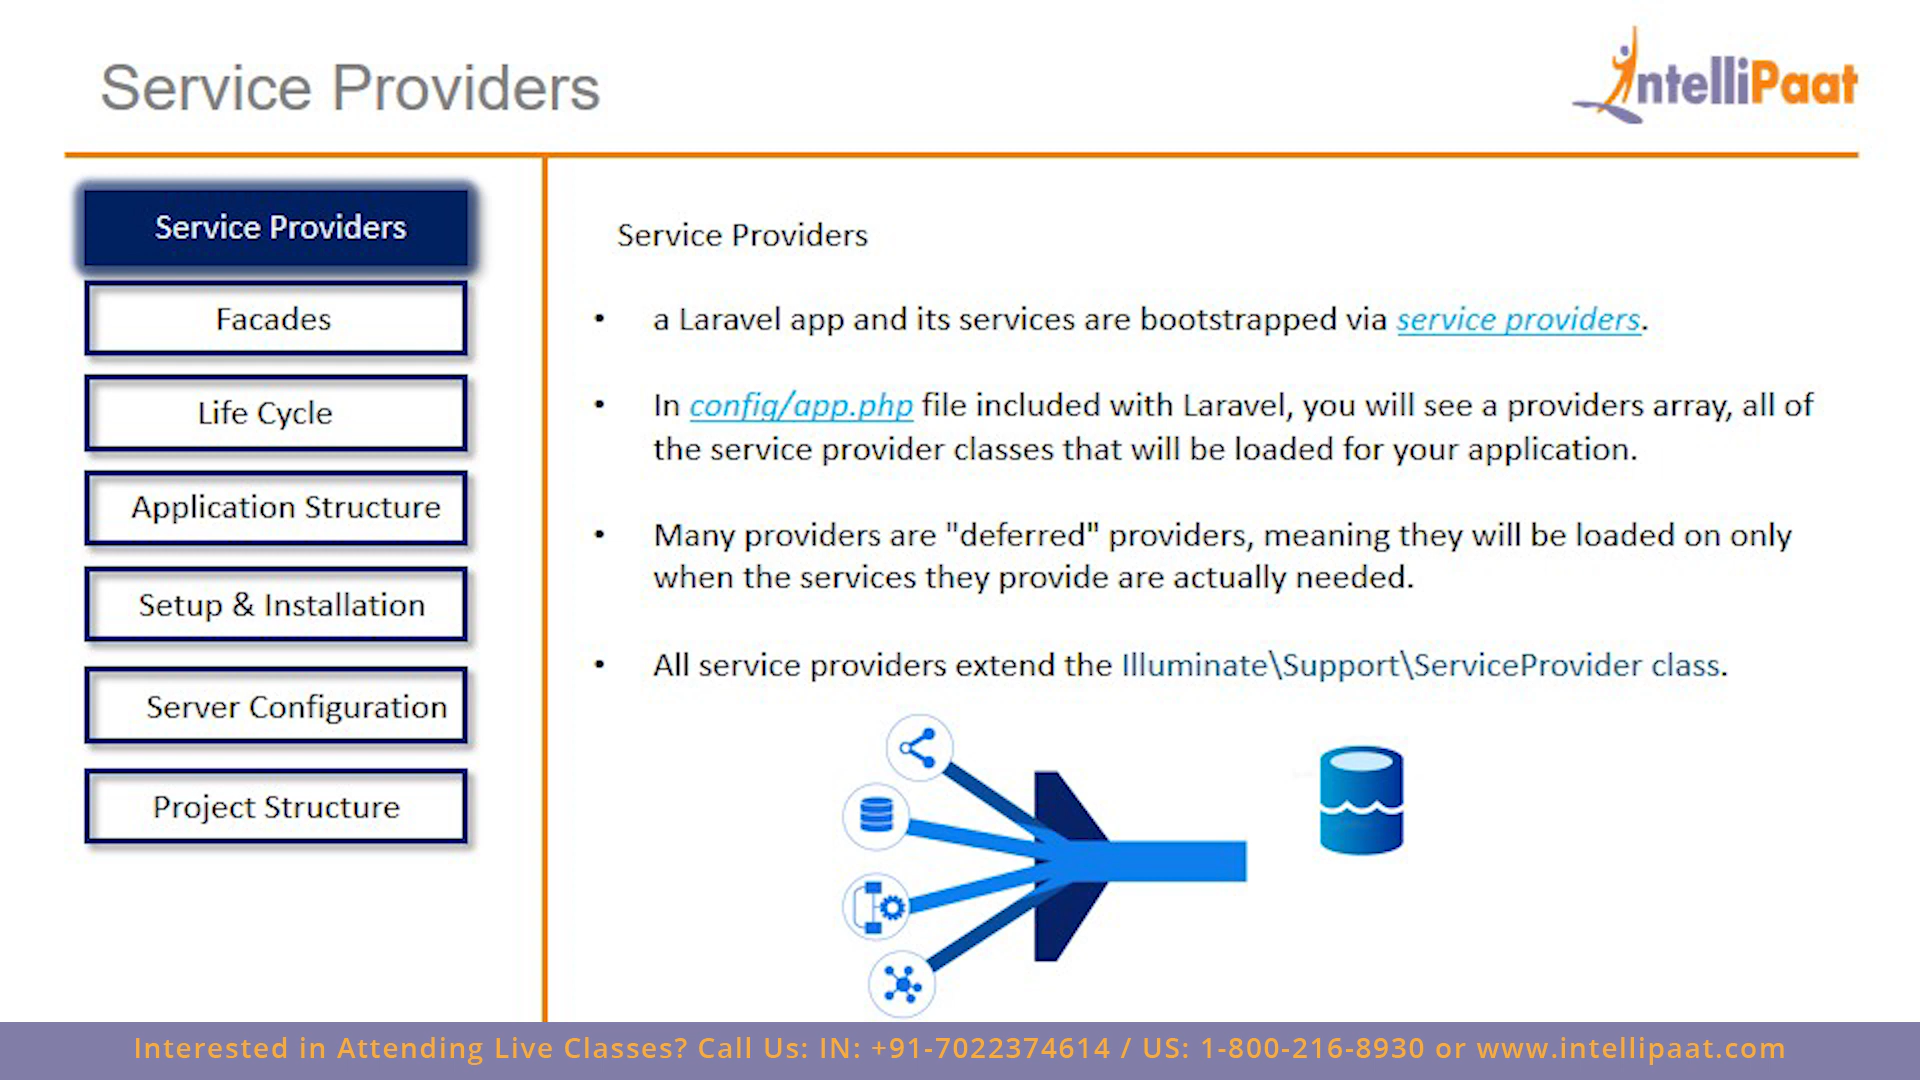 Service Providers
IntelliPaat
Service Providers
Facades
Life Cycle
Application Structure
Setup & Installation
Server Configuration
Project Structure
Service Providers
• a Laravel app and its services are bootstrapped via service providers.
• In config/app.php file included with Laravel, you will see a providers array, all of
the service provider classes that will be loaded for your application.
• Many providers are "deferred" providers, meaning they will be loaded on only
when the services they provide are actually needed.
• All service providers extend the Illuminate\Support\ServiceProvider class.
Interested in Attending Live Classes? Call Us: IN: +91-7022374614 / US: 1-800-216-8930 or www.intellipaat.com